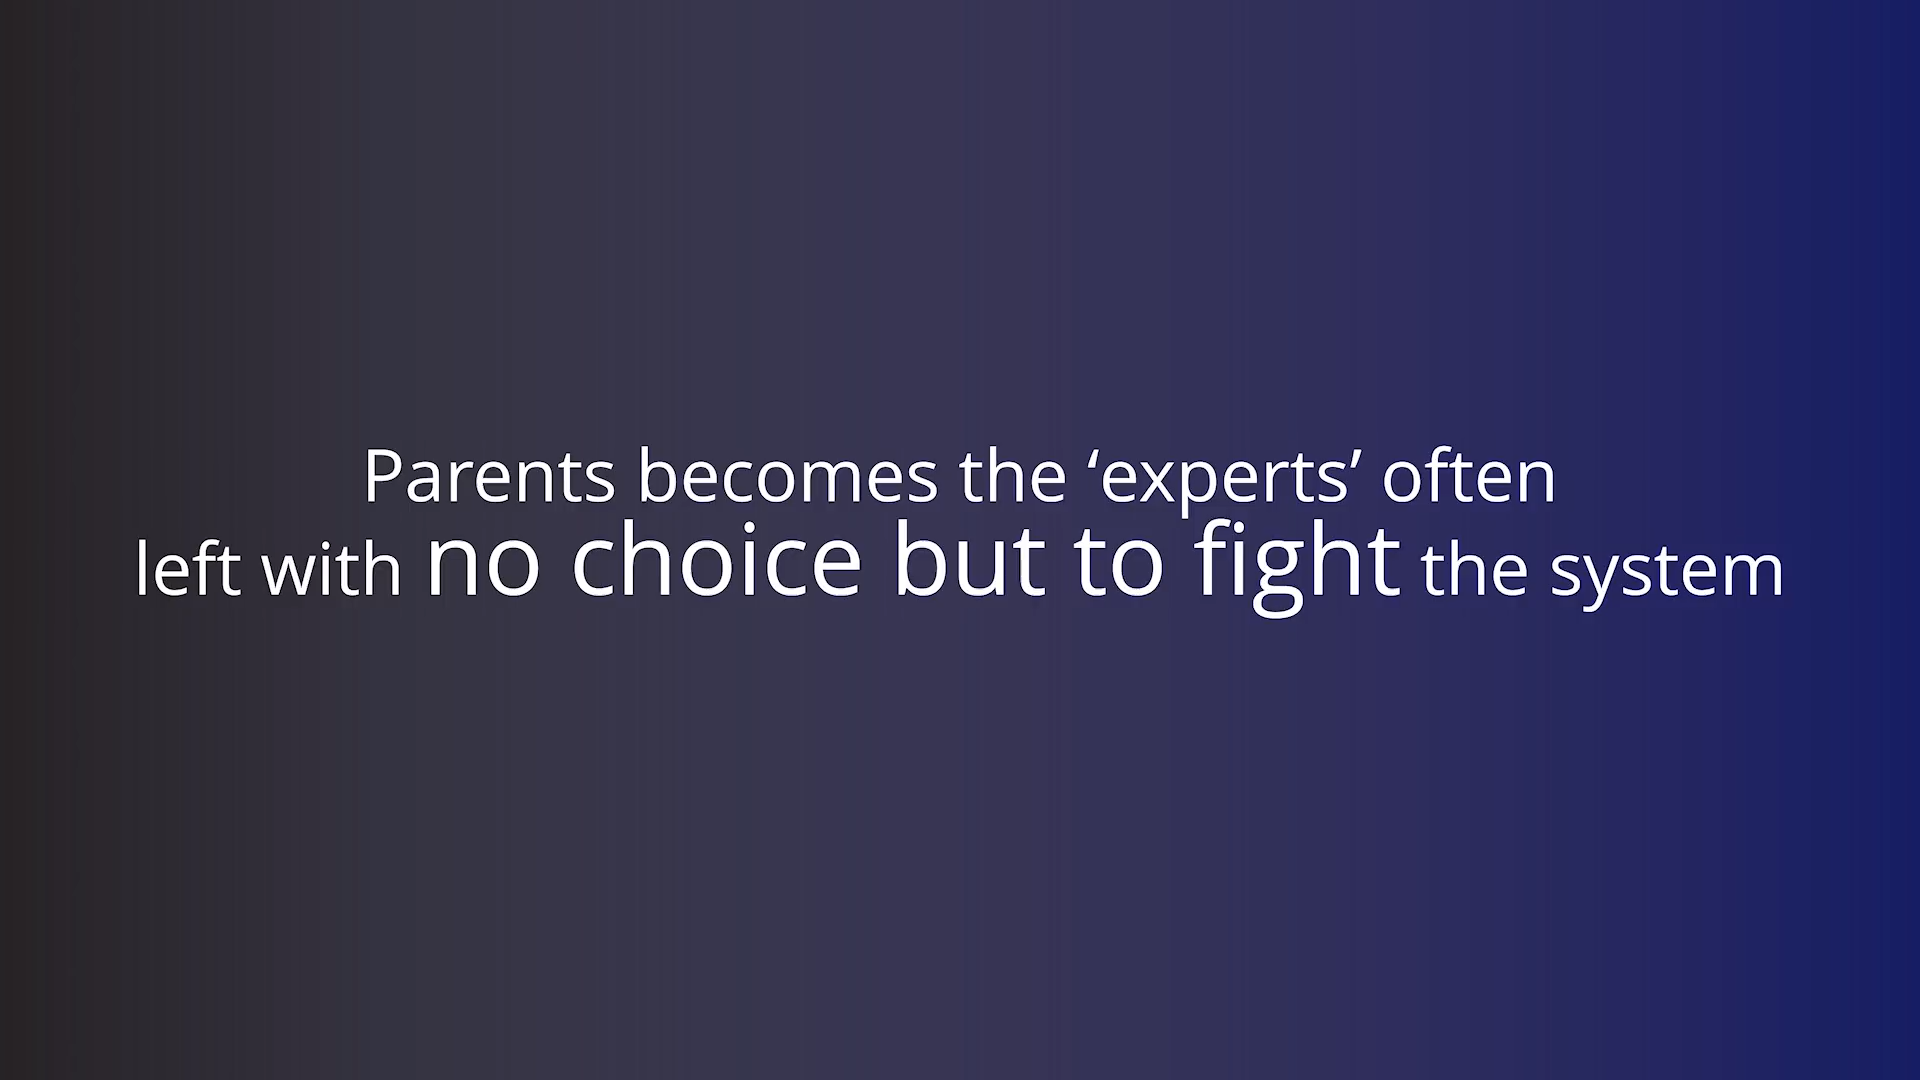 Parents becomes the ‘experts’ often
left with no choice but to fight the system